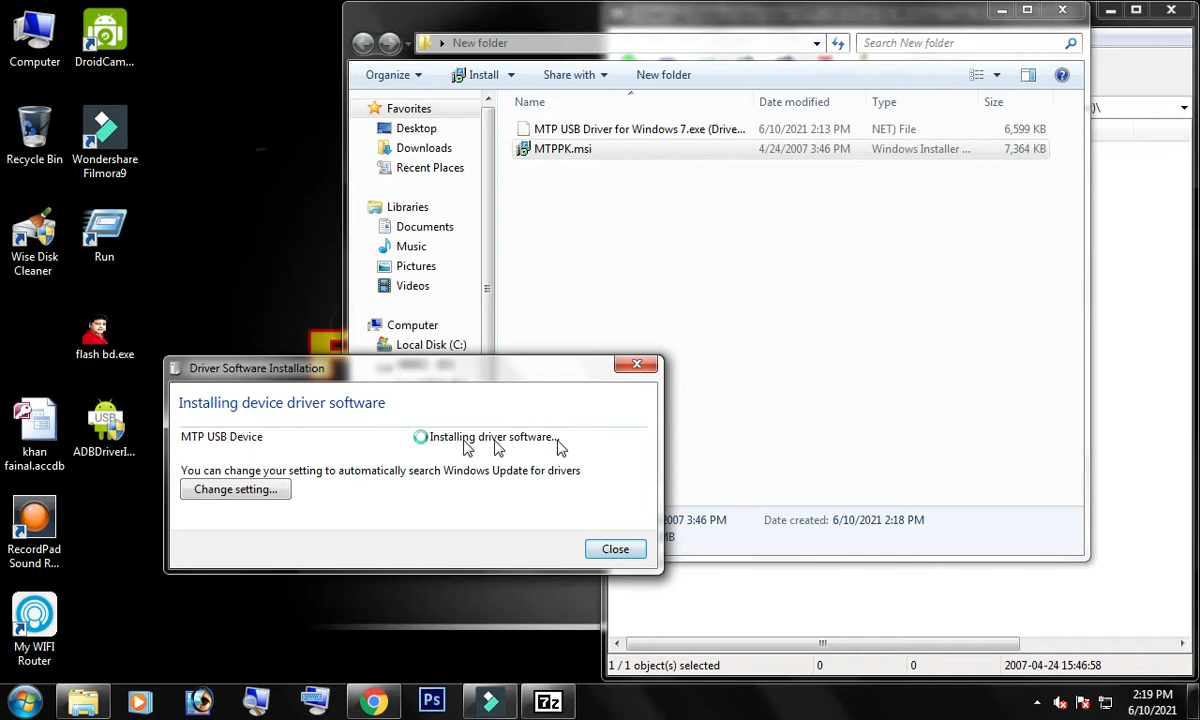 Computer
DroidCam...
Recycle Bin
Wondershare
Filmora9
Wise Disk
Cleaner
Run
flash bd.exe
khan
fainal.accdb
ADBDriverI...
RecordPad
Sound R...
My WIFI
Router
New folder
Search New folder
Organize
Install
Share with
New folder
Name
Date modified
Type
Size
MTP USB Driver for Windows 7.exe (Drive...
6/10/2021 2:13 PM
NET) File
6,599 KB
MTPPK.msi
4/24/2007 3:46 PM
Windows Installer ...
7,364 KB
Favorites
Desktop
Downloads
Recent Places
Libraries
Documents
Music
Pictures
Videos
Computer
Local Disk (C:)
Driver Software Installation
Installing device driver software
MTP USB Device
Installing driver software...
You can change your setting to automatically search Windows Update for drivers
Change setting...
Close
2007 3:46 PM
Date created: 6/10/2021 2:18 PM
1 / 1 object(s) selected
0
0
2007-04-24 15:46:58
Ps
7z
2:19 PM
6/10/2021